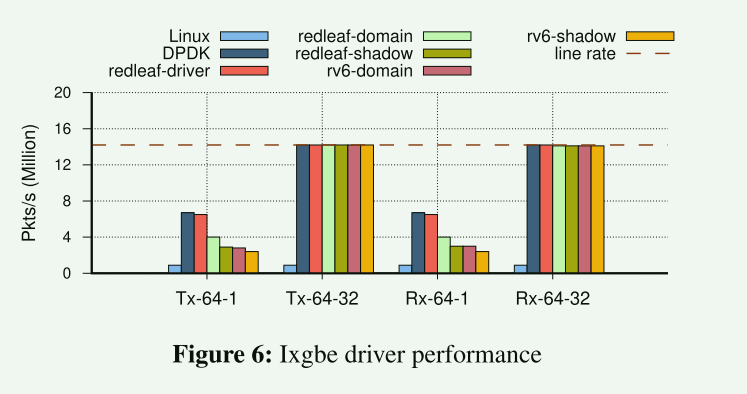 Linux redleaf-domain rv6-shadow
DPDK redleaf-shadow line rate
redleaf-driver rv6-domain
20
16
12
8
4
0
Pkts/s (Million)
Tx-64-1 Tx-64-32 Rx-64-1 Rx-64-32
Figure 6: Ixgbe driver performance